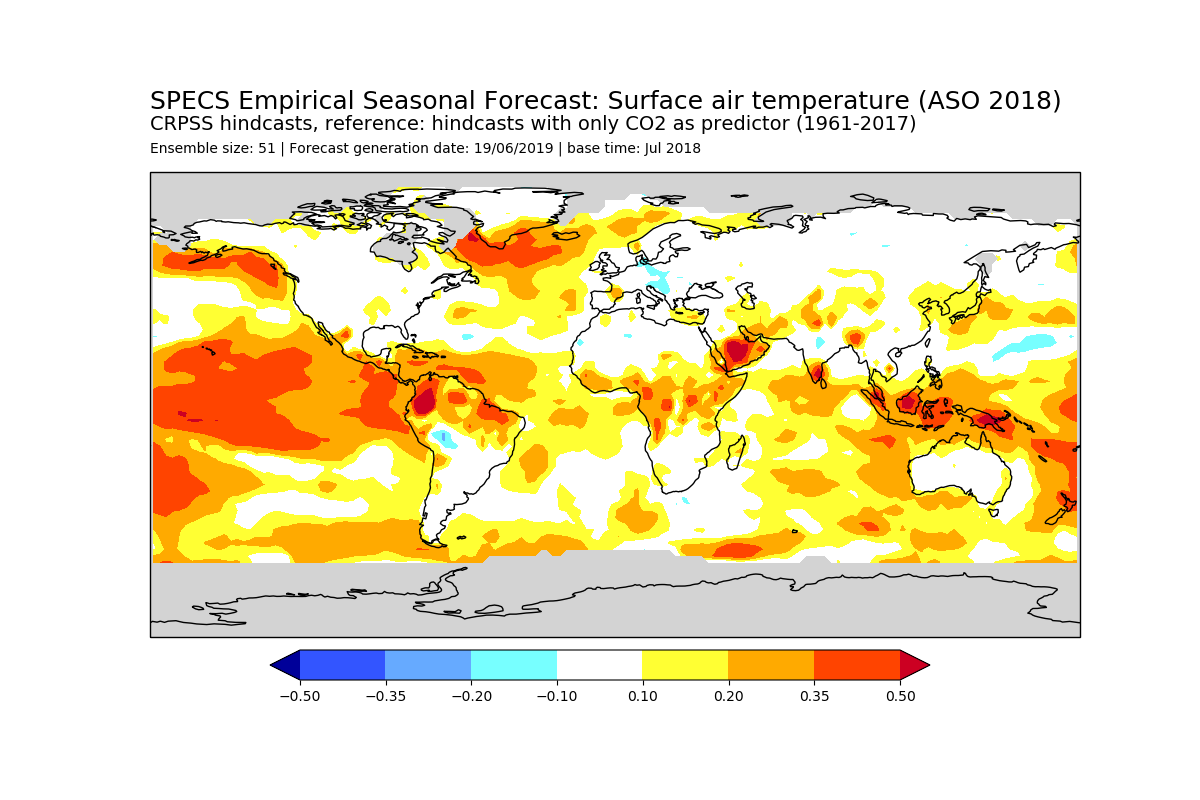 SPECS Empirical Seasonal Forecast: Surface air temperature (ASO 2018)
CRPSS hindcasts, reference: hindcasts with only CO2 as predictor (1961-2017)
Ensemble size: 51 | Forecast generation date: 19/06/2019 | base time: Jul 2018
−0.50 −0.35 −0.20 −0.10 0.10 0.20 0.35 0.50